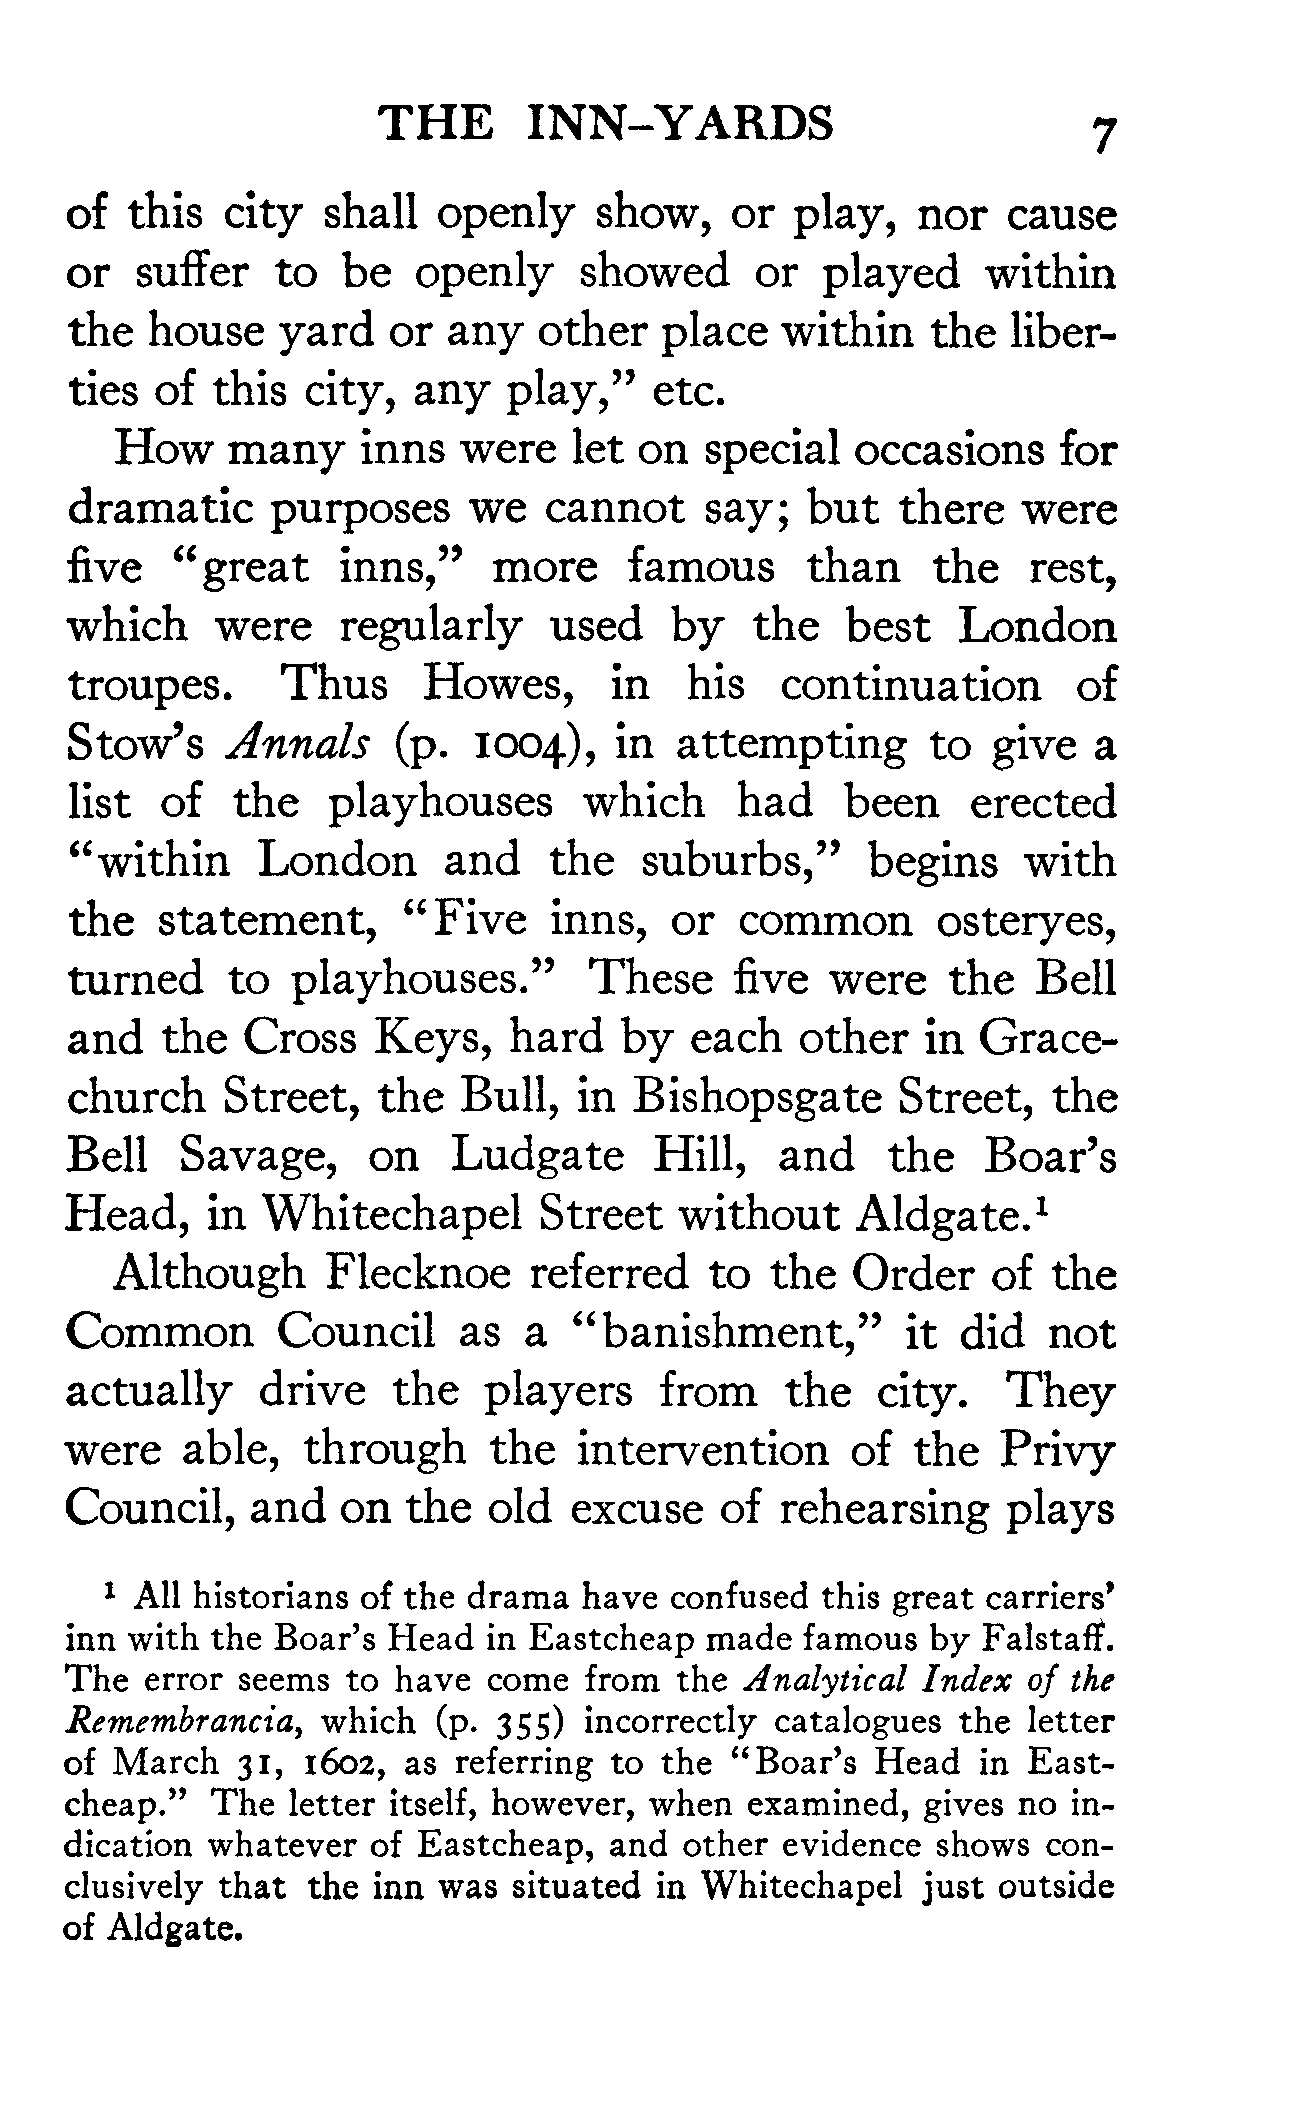 THE INN-YARDS 7
of this city shall openly show, or play, nor cause
or suffer to be openly showed or played within
the house yard or any other place within the liber-
ties of this city, any play,” etc.
How many inns were let on special occasions for
dramatic purposes we cannot say; but there were
five “great inns,” more famous than the rest,
which were regularly used by the best London
troupes. Thus Howes, in his continuation of
Stow’s Annals (p. 1004), in attempting to give a
list of the playhouses which had been erected
“within London and the suburbs,” begins with
the statement, “Five inns, or common osteryes,
turned to playhouses.” These five were the Bell
and the Cross Keys, hard by each other in Grace-
church Street, the Bull, in Bishopsgate Street, the
Bell Savage, on Ludgate Hill, and the Boar’s
Head, in Whitechapel Street without Aldgate.¹
Although Flecknoe referred to the Order of the
Common Council as a “banishment,” it did not
actually drive the players from the city. They
were able, through the intervention of the Privy
Council, and on the old excuse of rehearsing plays
¹ All historians of the drama have confused this great carriers’
inn with the Boar’s Head in Eastcheap made famous by Falstaff.
The error seems to have come from the Analytical Index of the
Remembrancia, which (p. 355) incorrectly catalogues the letter
of March 31, 1602, as referring to the “Boar’s Head in East-
cheap.” The letter itself, however, when examined, gives no in-
dication whatever of Eastcheap, and other evidence shows con-
clusively that the inn was situated in Whitechapel just outside
of Aldgate.